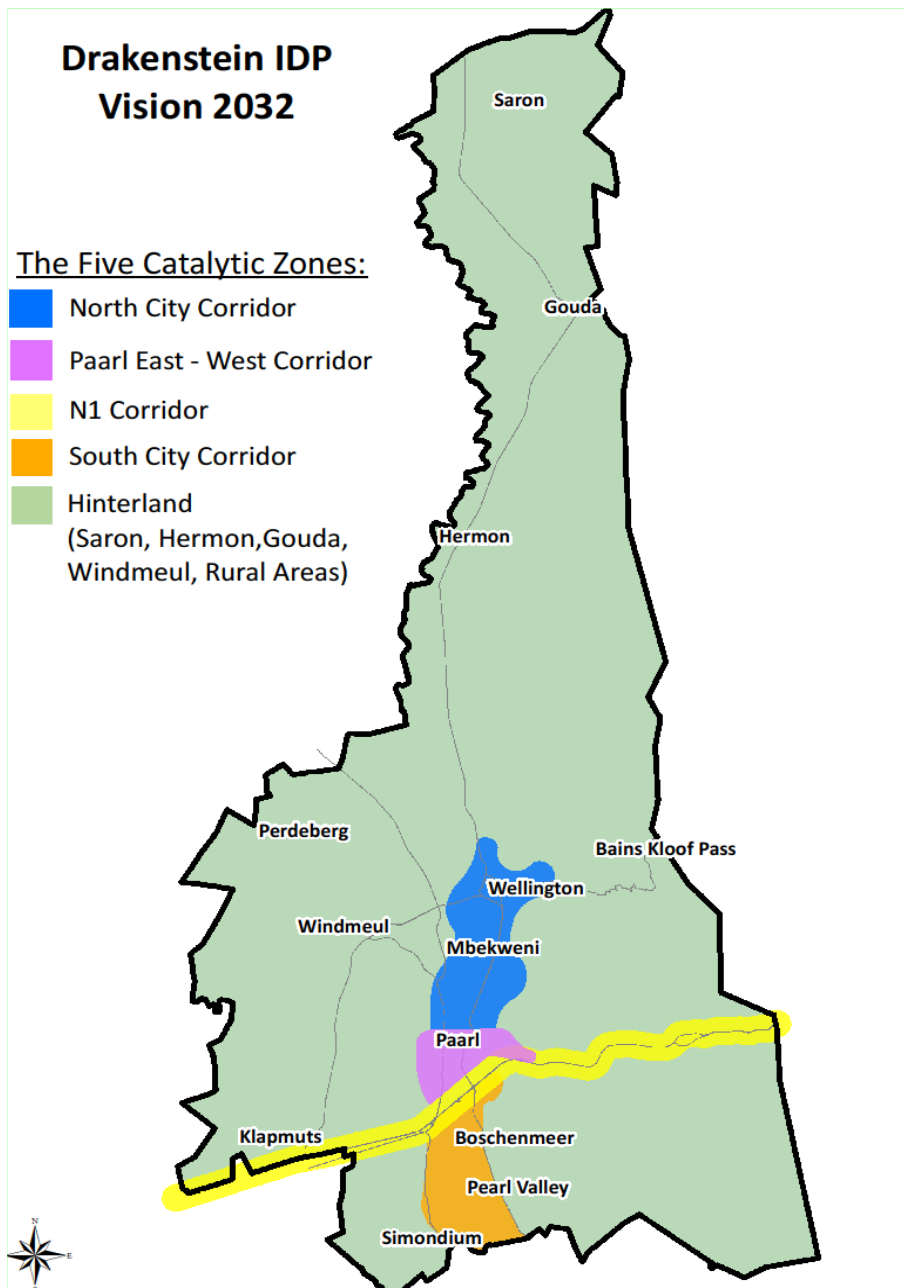 Drakenstein IDP
Vision 2032
The Five Catalytic Zones:
North City Corridor
Paarl East - West Corridor
N1 Corridor
South City Corridor
Hinterland
(Saron, Hermon,Gouda,
Windmeul, Rural Areas)
Saron
Gouda
Hermon
Perdeberg
Bains Kloof Pass
Wellington
Windmeul
Mbekweni
Paarl
Klapmuts
Boschenmeer
Pearl Valley
Simondium
N
E